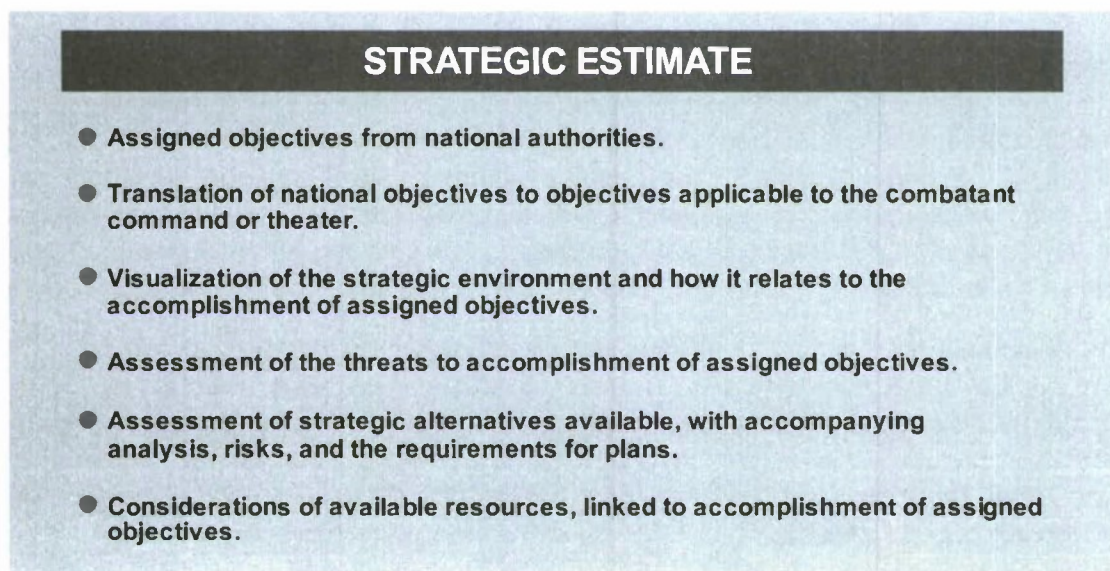 STRATEGIC ESTIMATE
● Assigned objectives from national authorities.
● Translation of national objectives to objectives applicable to the combatant
command or theater.
● Visualization of the strategic environment and how it relates to the
accomplishment of assigned objectives.
● Assessment of the threats to accomplishment of assigned objectives.
● Assessment of strategic alternatives available, with accompanying
analysis, risks, and the requirements for plans.
● Considerations of available resources, linked to accomplishment of assigned
objectives.